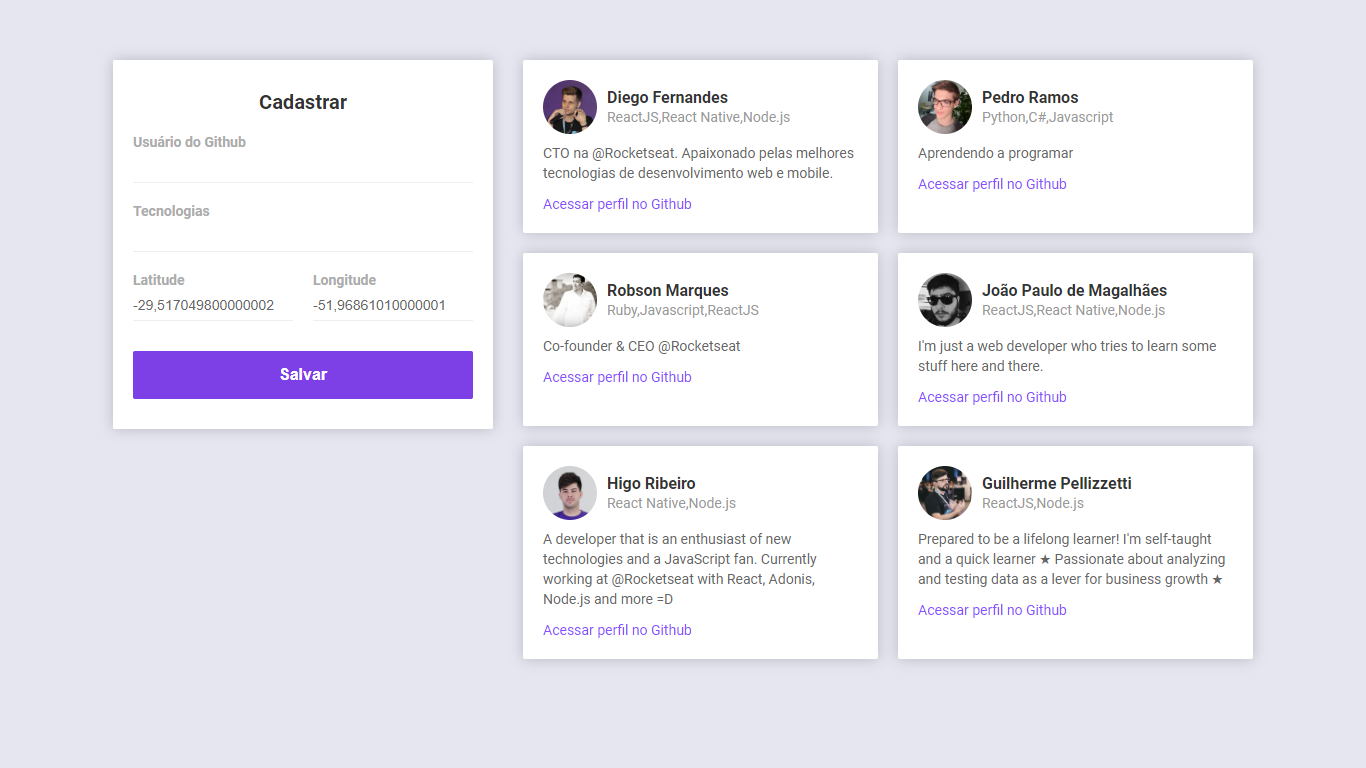 Cadastrar
Usuário do Github
Tecnologias
Latitude
-29,517049800000002
Longitude
-51,96861010000001
Salvar
Diego Fernandes
ReactJS,React Native,Node.js
CTO na @Rocketseat. Apaixonado pelas melhores
tecnologias de desenvolvimento web e mobile.
Acessar perfil no Github
Pedro Ramos
Python,C#,Javascript
Aprendendo a programar
Acessar perfil no Github
Robson Marques
Ruby,Javascript,ReactJS
Co-founder & CEO @Rocketseat
Acessar perfil no Github
João Paulo de Magalhães
ReactJS,React Native,Node.js
I'm just a web developer who tries to learn some
stuff here and there.
Acessar perfil no Github
Higo Ribeiro
React Native,Node.js
A developer that is an enthusiast of new
technologies and a JavaScript fan. Currently
working at @Rocketseat with React, Adonis,
Node.js and more =D
Acessar perfil no Github
Guilherme Pellizzetti
ReactJS,Node.js
Prepared to be a lifelong learner! I'm self-taught
and a quick learner ★ Passionate about analyzing
and testing data as a lever for business growth ★
Acessar perfil no Github